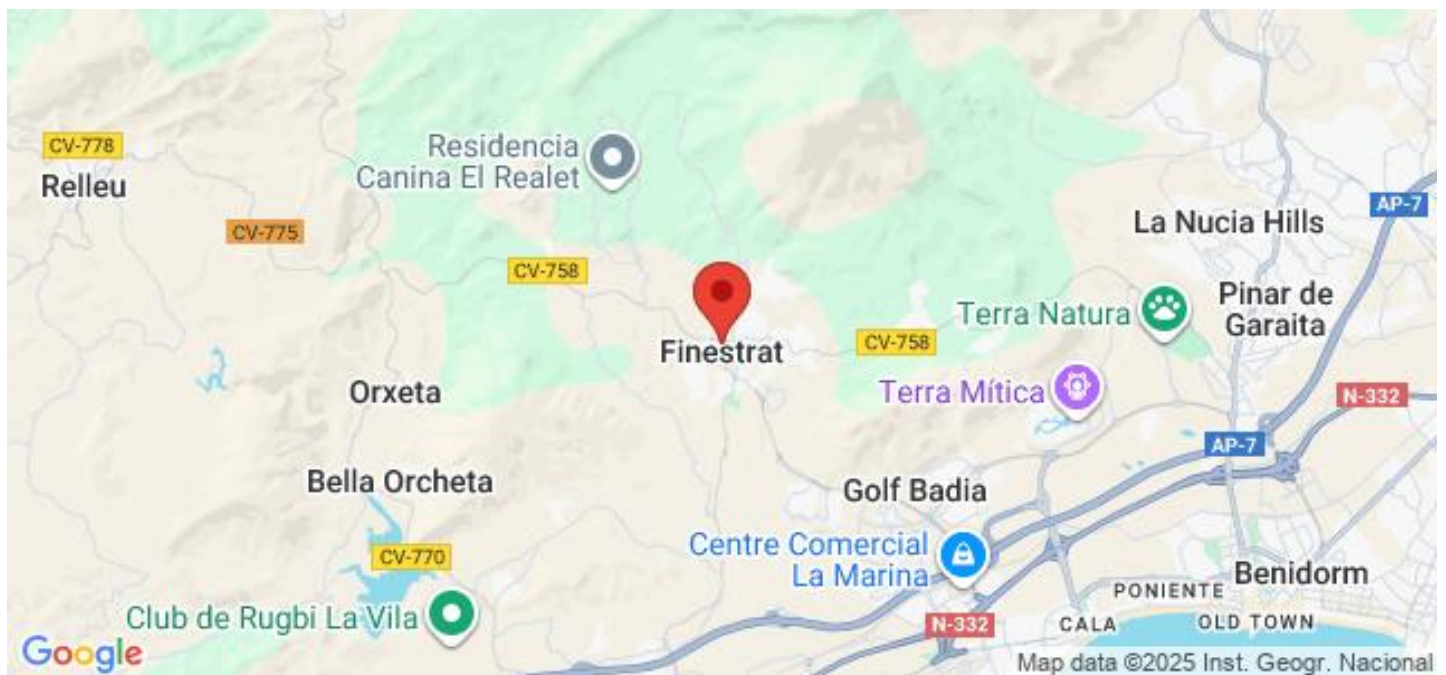 CV-778
Relleu
Residencia
Canina El Realet
CV-775
CV-758
AP-7
La Nucia Hills
Pinar de
Garaita
Terra Natura
Finestrat
CV-758
Terra Mítica
N-332
Orxeta
AP-7
Bella Orcheta
Golf Badia
CV-770
Centre Comercial
La Marina
Benidorm
PONIENTE
Club de Rugbi La Vila
N-332
CALA
OLD TOWN
Google
Map data ©2025 Inst. Geogr. Nacional